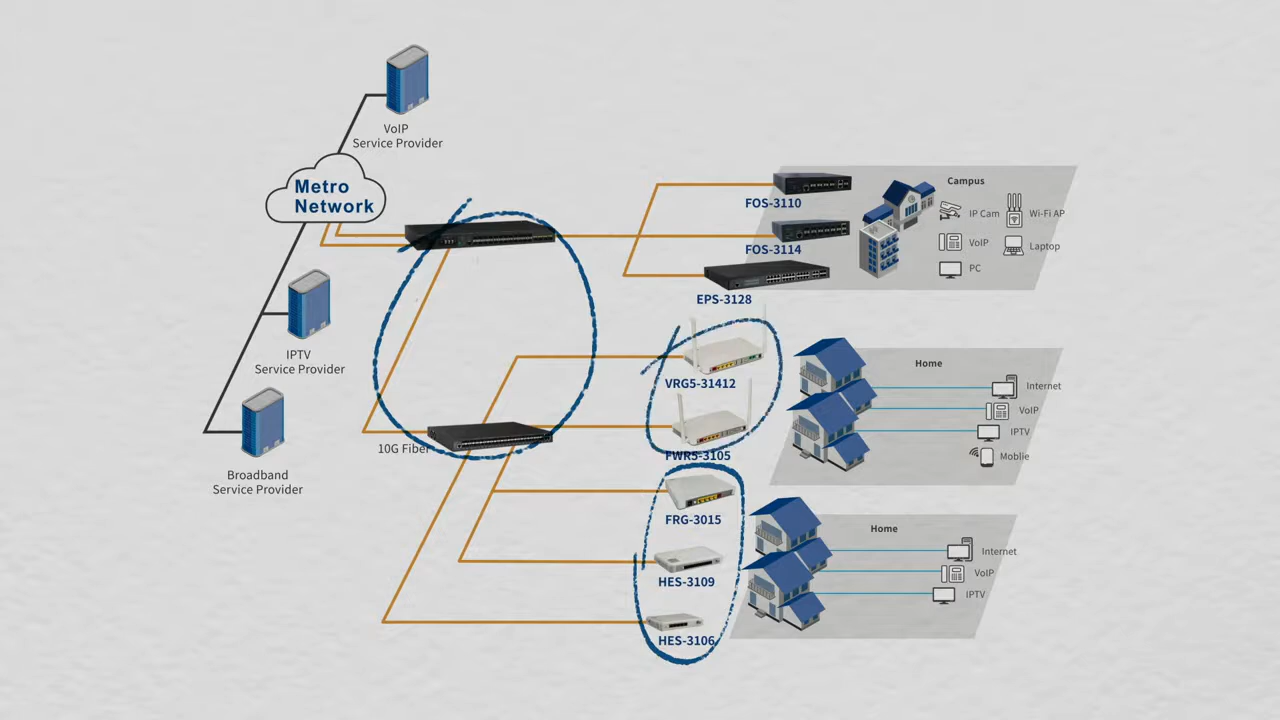 VoIP
Service Provider
Metro
Network
IPTV
Service Provider
Broadband
Service Provider
10G Fiber
FOS-3110
FOS-3114
EPS-3128
VRG5-31412
FWR5-3105
FRG-3015
HES-3109
HES-3106
Campus
IP Cam
Wi-Fi AP
VoIP
Laptop
PC
Home
Internet
VoIP
IPTV
Moblie
Home
Internet
VoIP
IPTV